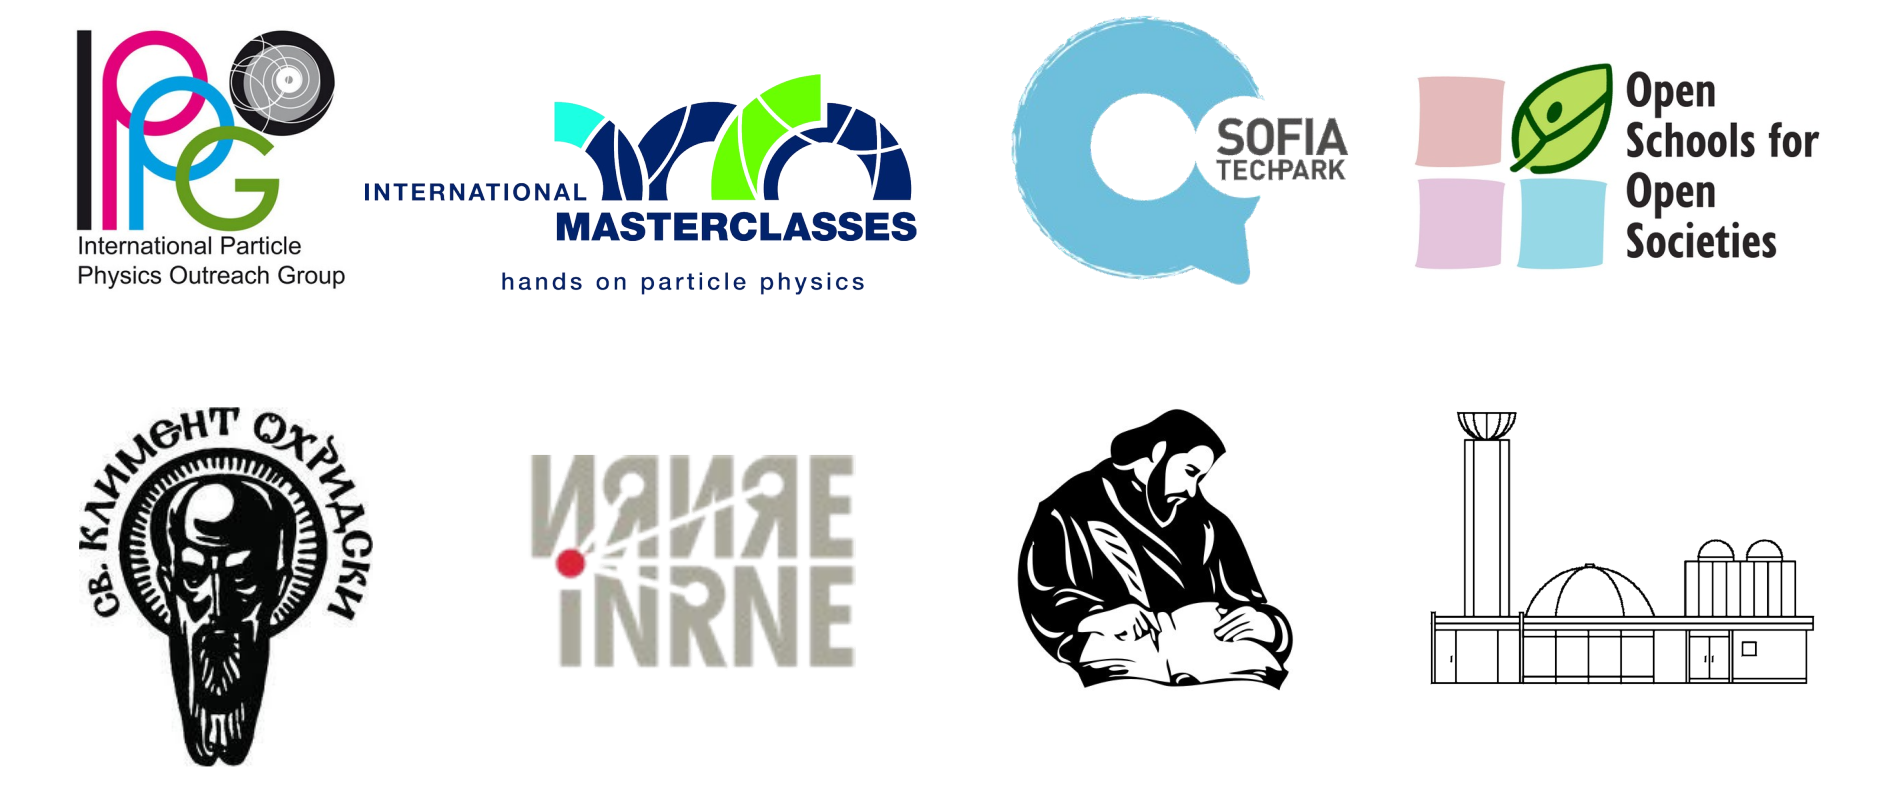 IPPOG
International Particle
Physics Outreach Group
INTERNATIONAL
MASTERCLASSES
hands on particle physics
SOFIA
TECHPARK
Open
Schools for
Open
Societies
СВ. КЛИМЕНТ ОХРИДСКИ
ИЯИЯЕ
iNRNE